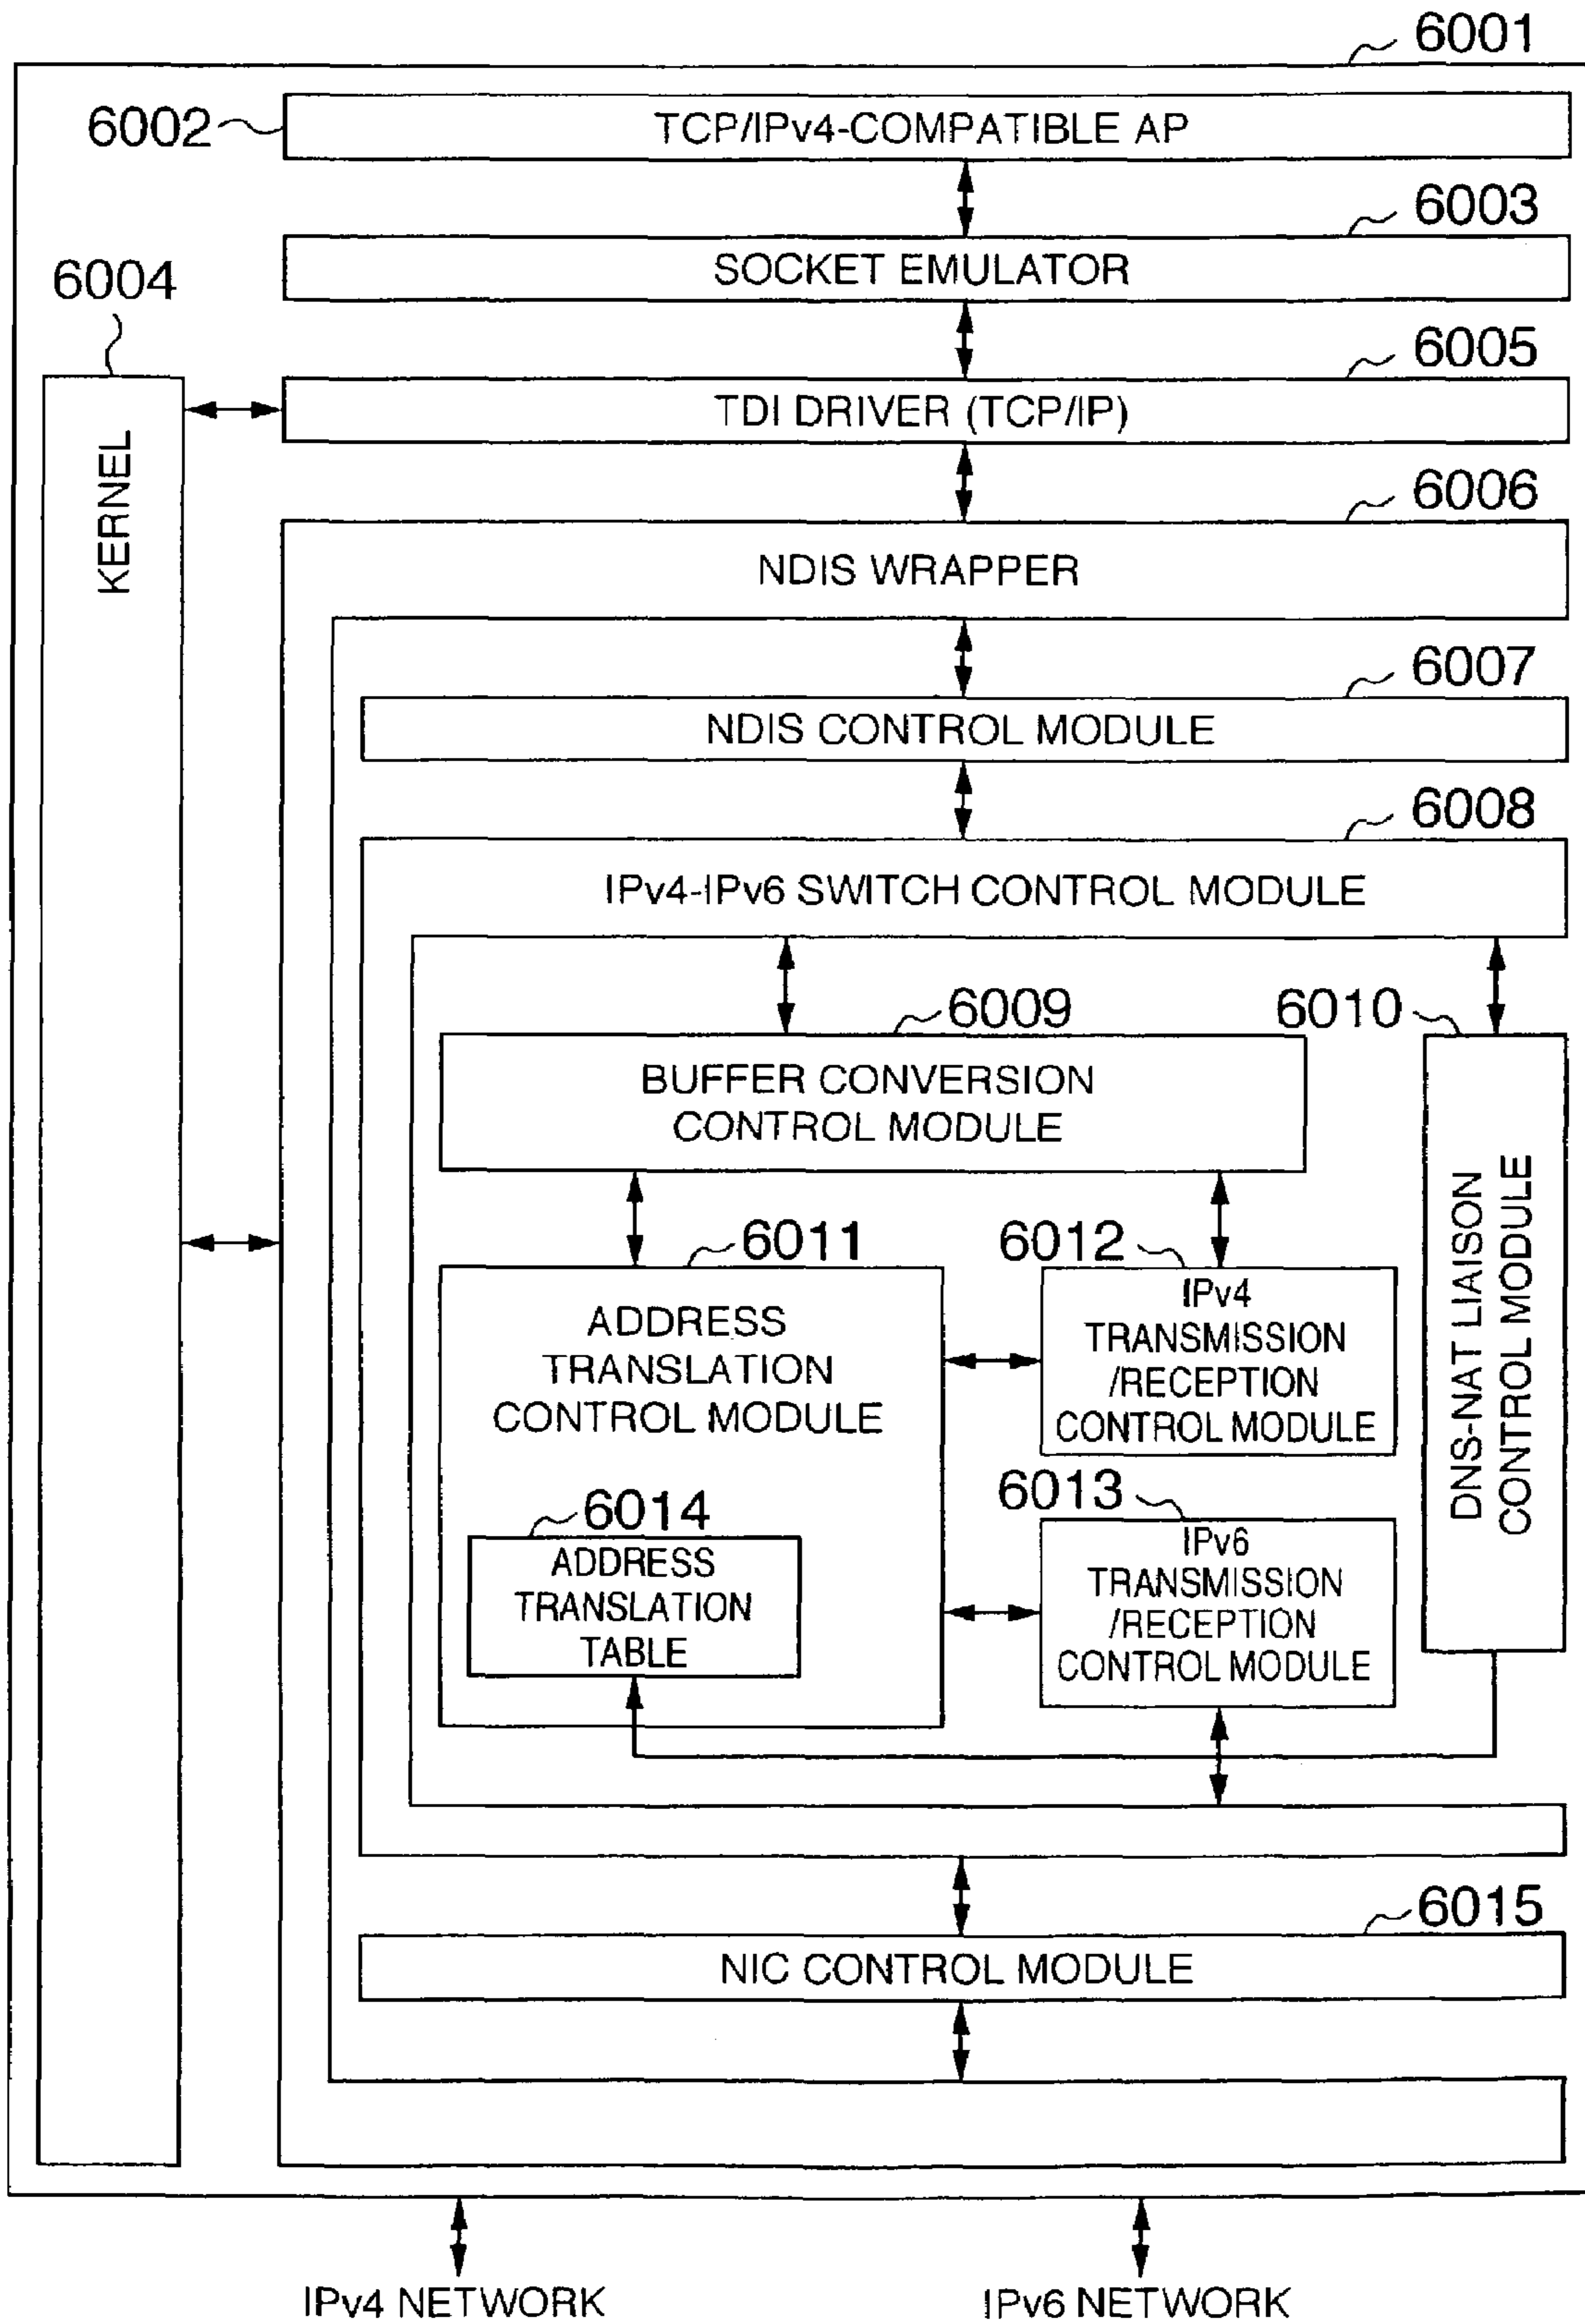 6001
6002
TCP/IPv4-COMPATIBLE AP
6003
SOCKET EMULATOR
6004
6005
TDI DRIVER (TCP/IP)
KERNEL
6006
NDIS WRAPPER
6007
NDIS CONTROL MODULE
6008
IPv4-IPv6 SWITCH CONTROL MODULE
6009
BUFFER CONVERSION
CONTROL MODULE
6010
DNS-NAT LIAISON
CONTROL MODULE
6011
ADDRESS
TRANSLATION
CONTROL MODULE
6012
IPv4
TRANSMISSION
/RECEPTION
CONTROL MODULE
6013
IPv6
TRANSMISSION
/RECEPTION
CONTROL MODULE
6014
ADDRESS
TRANSLATION
TABLE
6015
NIC CONTROL MODULE
IPv4 NETWORK
IPv6 NETWORK